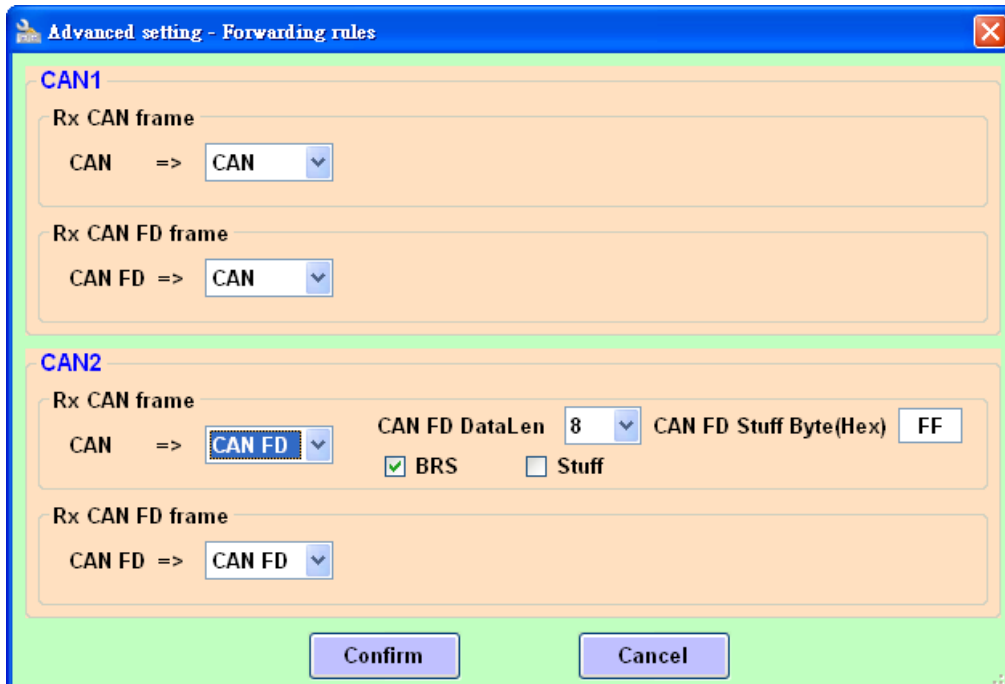 Advanced setting - Forwarding rules
CAN1
Rx CAN frame
CAN => CAN
Rx CAN FD frame
CAN FD => CAN
CAN2
Rx CAN frame
CAN => CAN FD CAN FD DataLen 8 CAN FD Stuff Byte(Hex) FF
BRS Stuff
Rx CAN FD frame
CAN FD => CAN FD
Confirm Cancel